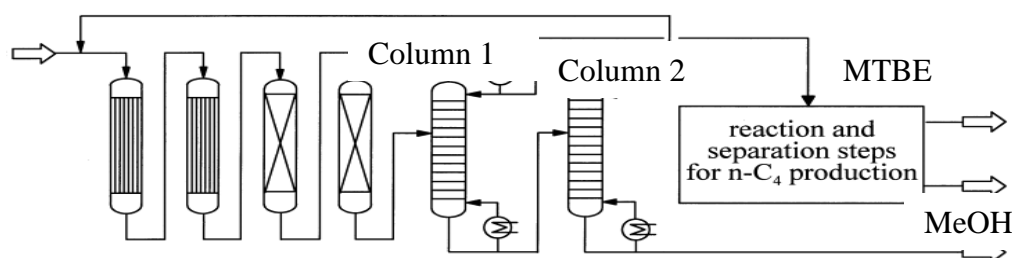 Column 1
Column 2
MTBE
reaction and
separation steps
for n-C₄ production
MeOH